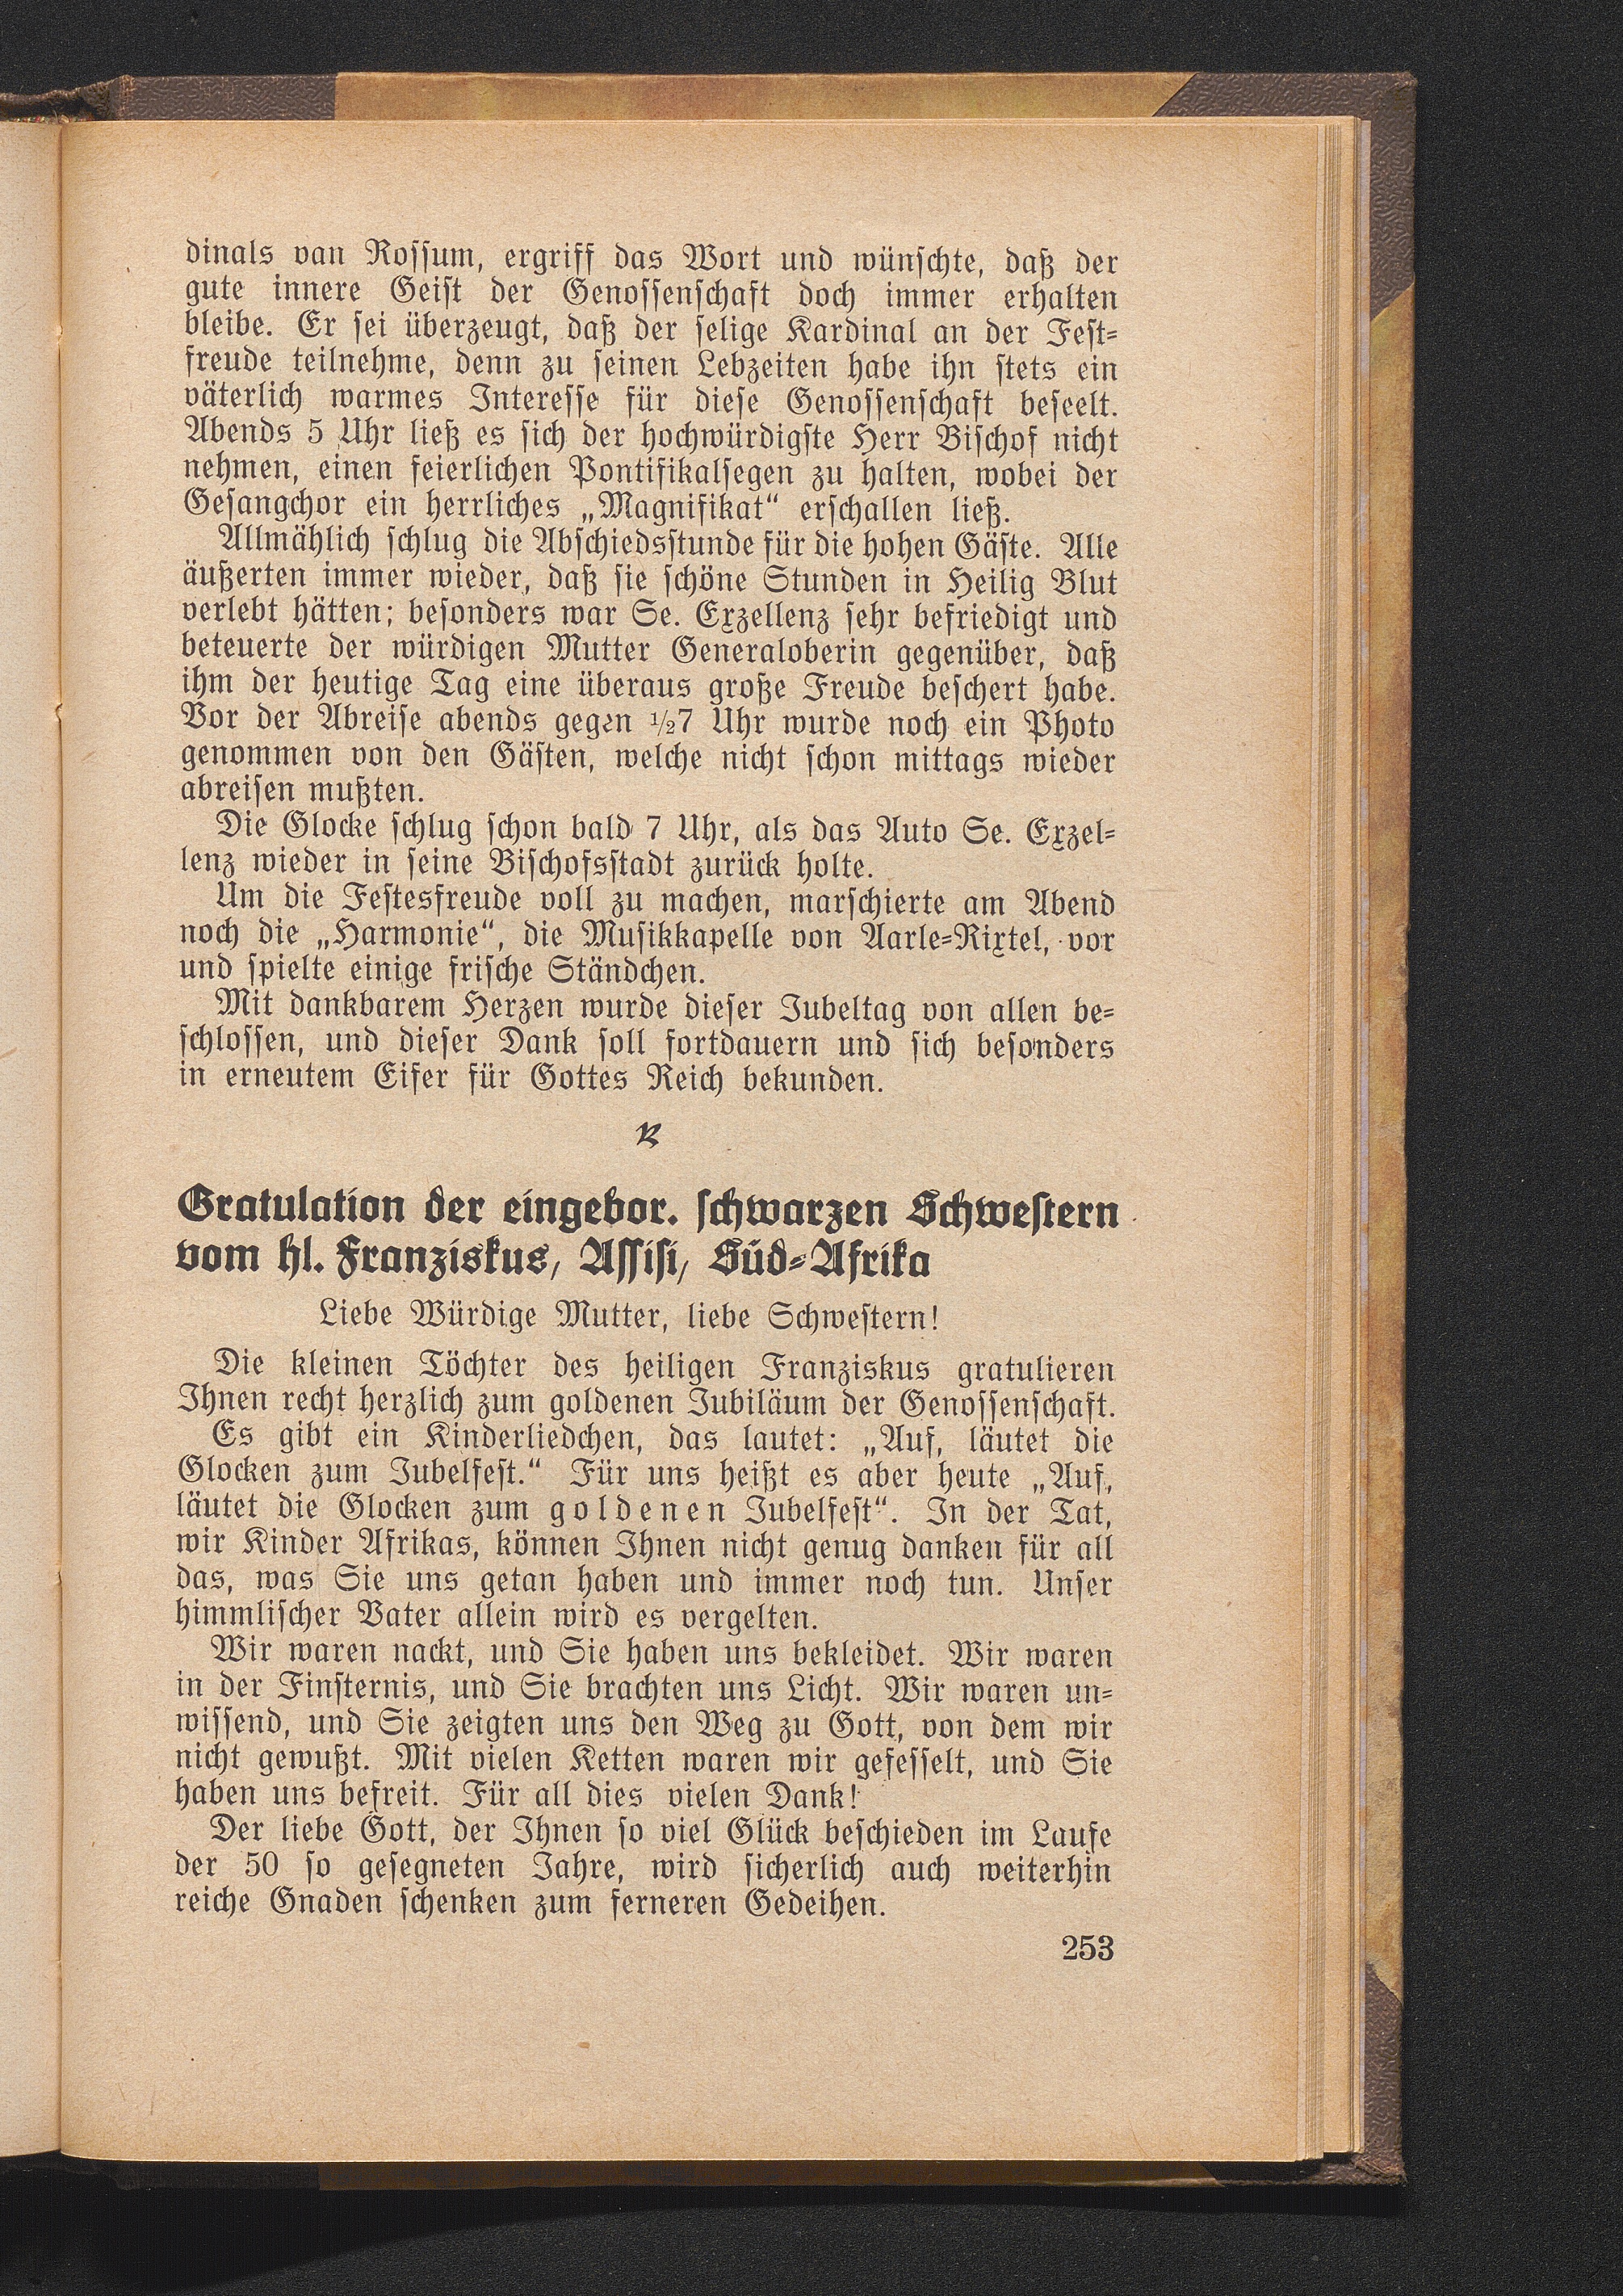 dinals van Rossum, ergriff das Wort und wünschte, daß der
gute innere Geist der Genossenschaft doch immer erhalten
bleibe. Er sei überzeugt, daß der selige Kardinal an der Fest-
freude teilnehme, denn zu seinen Lebzeiten habe ihn stets ein
väterlich warmes Interesse für diese Genossenschaft beseelt.
Abends 5 Uhr ließ es sich der hochwürdigste Herr Bischof nicht
nehmen, einen feierlichen Pontifikalsegen zu halten, wobei der
Gesangchor ein herrliches „Magnifikat“ erschallen ließ.
Allmählich schlug die Abschiedsstunde für die hohen Gäste. Alle
äußerten immer wieder, daß sie schöne Stunden in Heilig Blut
verlebt hätten; besonders war Se. Exzellenz sehr befriedigt und
beteuerte der würdigen Mutter Generaloberin gegenüber, daß
ihm der heutige Tag eine überaus große Freude beschert habe.
Vor der Abreise abends gegen ½7 Uhr wurde noch ein Photo
genommen von den Gästen, welche nicht schon mittags wieder
abreisen mußten.
Die Glocke schlug schon bald 7 Uhr, als das Auto Se. Exzel-
lenz wieder in seine Bischofsstadt zurück holte.
Um die Festesfreude voll zu machen, marschierte am Abend
noch die „Harmonie“, die Musikkapelle von Aarle-Rixtel, vor
und spielte einige frische Ständchen.
Mit dankbarem Herzen wurde dieser Jubeltag von allen be-
schlossen, und dieser Dank soll fortdauern und sich besonders
in erneutem Eifer für Gottes Reich bekunden.
Gratulation der eingebor. schwarzen Schwestern
vom hl. Franziskus, Assisi, Süd-Afrika
Liebe Würdige Mutter, liebe Schwestern!
Die kleinen Töchter des heiligen Franziskus gratulieren
Ihnen recht herzlich zum goldenen Jubiläum der Genossenschaft.
Es gibt ein Kinderliedchen, das lautet: „Auf, läutet die
Glocken zum Jubelfest.“ Für uns heißt es aber heute „Auf,
läutet die Glocken zum goldenen Jubelfest“. In der Tat,
wir Kinder Afrikas, können Ihnen nicht genug danken für all
das, was Sie uns getan haben und immer noch tun. Unser
himmlischer Vater allein wird es vergelten.
Wir waren nackt, und Sie haben uns bekleidet. Wir waren
in der Finsternis, und Sie brachten uns Licht. Wir waren un-
wissend, und Sie zeigten uns den Weg zu Gott, von dem wir
nicht gewußt. Mit vielen Ketten waren wir gefesselt, und Sie
haben uns befreit. Für all dies vielen Dank!
Der liebe Gott, der Ihnen so viel Glück beschieden im Laufe
der 50 so gesegneten Jahre, wird sicherlich auch weiterhin
reiche Gnaden schenken zum ferneren Gedeihen.
253